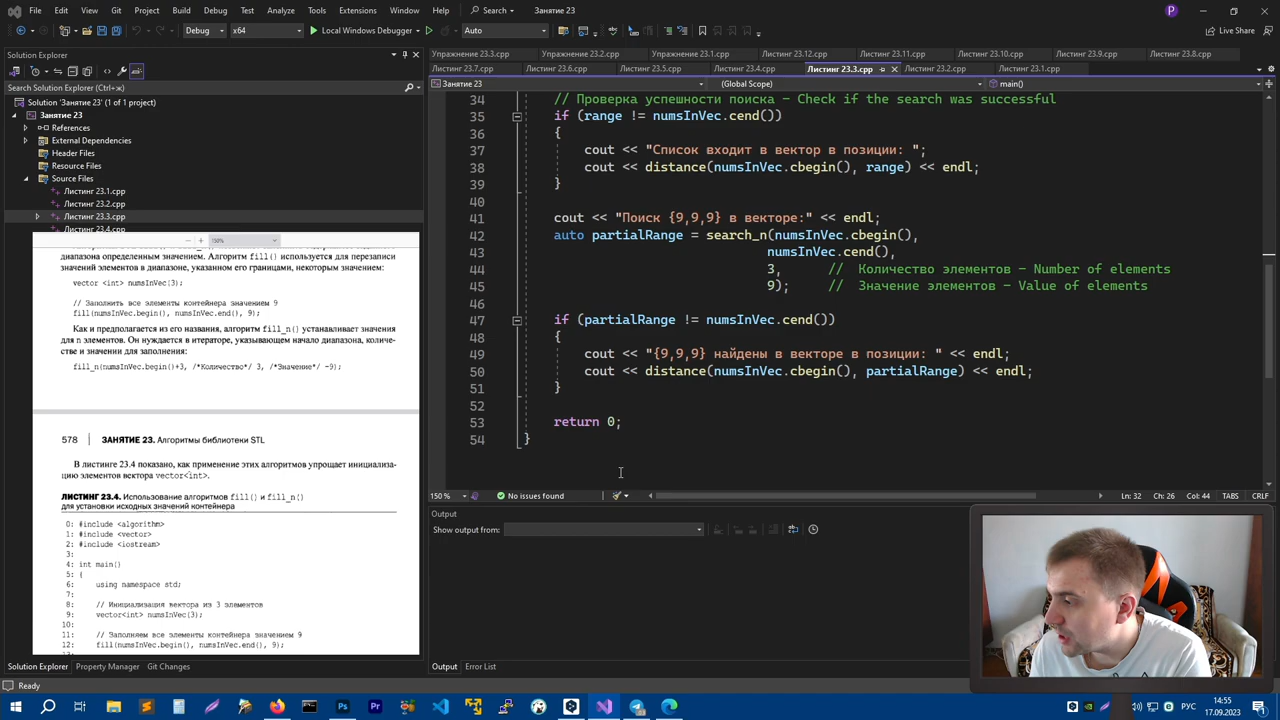 File Edit View Git Project Build Debug Test Analyze Tools Extensions Window Help Search Занятие 23 P
Debug x64 Local Windows Debugger Auto Live Share
Solution Explorer
Search Solution Explorer (Ctrl+ж)
Solution 'Занятие 23' (1 of 1 project)
Занятие 23
References
External Dependencies
Header Files
Resource Files
Source Files
Листинг 23.1.cpp
Листинг 23.2.cpp
Листинг 23.3.cpp
Листинг 23.4.cpp
150%
диапазона определенным значением. Алгоритм fill() используется для перезаписи
значений элементов в диапазоне, указанном его границами, некоторым значением:
vector <int> numsInVec(3);
// Заполнить все элементы контейнера значением 9
fill(numsInVec.begin(), numsInVec.end(), 9);
Как и предполагается из его названия, алгоритм fill_n() устанавливает значения
для n элементов. Он нуждается в итераторе, указывающем начало диапазона, количе-
стве и значении для заполнения:
fill_n(numsInVec.begin()+3, /*Количество*/ 3, /*Значение*/ -9);
578 | ЗАНЯТИЕ 23. Алгоритмы библиотеки STL
В листинге 23.4 показано, как применение этих алгоритмов упрощает инициализа-
цию элементов вектора vector<int>.
ЛИСТИНГ 23.4. Использование алгоритмов fill() и fill_n()
для установки исходных значений контейнера
0: #include <algorithm>
1: #include <vector>
2: #include <iostream>
3:
4: int main()
5: {
6: using namespace std;
7:
8: // Инициализация вектора из 3 элементов
9: vector<int> numsInVec(3);
10:
11: // Заполняем все элементы контейнера значением 9
12: fill(numsInVec.begin(), numsInVec.end(), 9);
Solution Explorer Property Manager Git Changes
Упражнение 23.3.cpp Упражнение 23.2.cpp Упражнение 23.1.cpp Листинг 23.12.cpp Листинг 23.11.cpp Листинг 23.10.cpp Листинг 23.9.cpp Листинг 23.8.cpp
Листинг 23.7.cpp Листинг 23.6.cpp Листинг 23.5.cpp Листинг 23.4.cpp Листинг 23.3.cpp Листинг 23.2.cpp Листинг 23.1.cpp
Занятие 23 (Global Scope) main()
34 // Проверка успешности поиска — Check if the search was successful
35 if (range != numsInVec.cend())
36 {
37 cout << "Список входит в вектор в позиции: ";
38 cout << distance(numsInVec.cbegin(), range) << endl;
39 }
40
41 cout << "Поиск {9,9,9} в векторе:" << endl;
42 auto partialRange = search_n(numsInVec.cbegin(),
43 numsInVec.cend(),
44 3, // Количество элементов — Number of elements
45 9); // Значение элементов — Value of elements
46
47 if (partialRange != numsInVec.cend())
48 {
49 cout << "{9,9,9} найдены в векторе в позиции: " << endl;
50 cout << distance(numsInVec.cbegin(), partialRange) << endl;
51 }
52
53 return 0;
54 }
150 % No issues found Ln: 32 Ch: 26 Col: 44 TABS CRLF
Output
Show output from:
Output Error List
Ready
РУС 14:55
17.09.2023